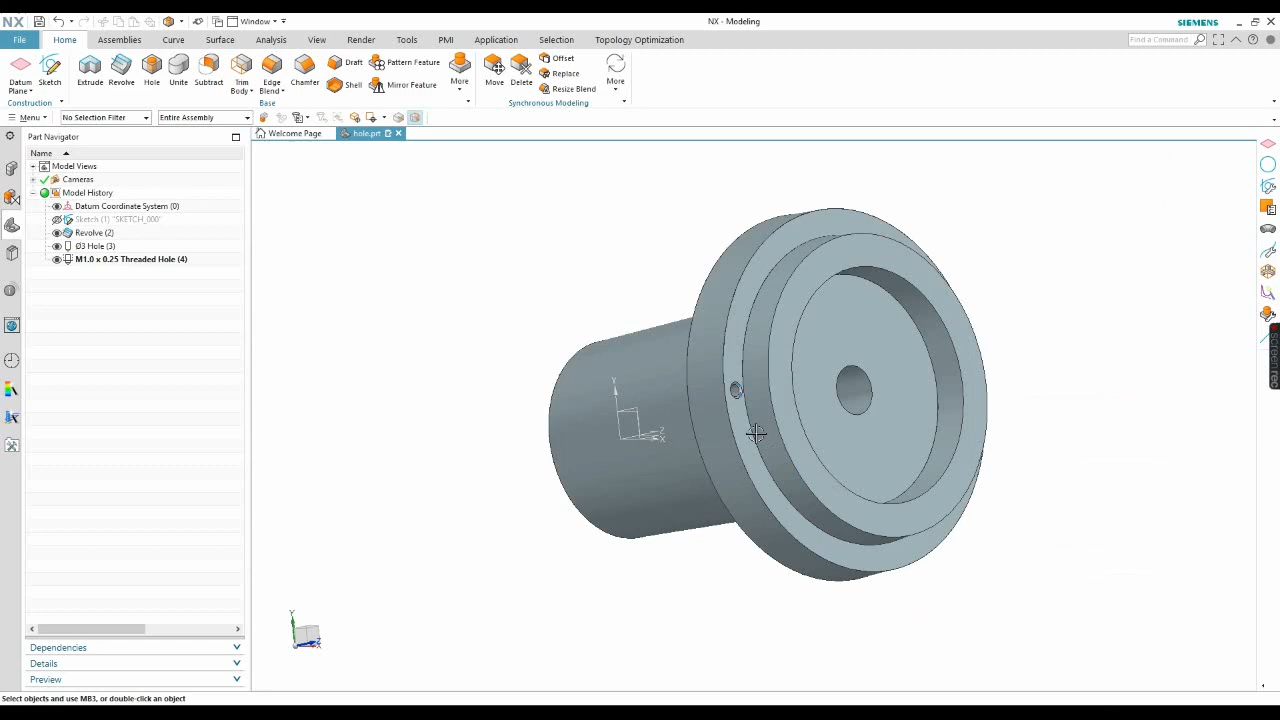 NX Window NX - Modeling SIEMENS
File Home Assemblies Curve Surface Analysis View Render Tools PMI Application Selection Topology Optimization Find a Command
Datum Plane Sketch Extrude Revolve Hole Unite Subtract Trim Body Edge Blend Chamfer Draft Shell Pattern Feature Mirror Feature More Move Delete Offset Replace Resize Blend More
Construction Base Synchronous Modeling
Menu No Selection Filter Entire Assembly
Part Navigator Welcome Page hole.prt
Name
Model Views
Cameras
Model History
Datum Coordinate System (0)
Sketch (1) "SKETCH_000"
Revolve (2)
Ø3 Hole (3)
M1.0 x 0.25 Threaded Hole (4)
Y
Z
X
Y
Z
X
screenrec
Dependencies
Details
Preview
Select objects and use MB3, or double-click an object